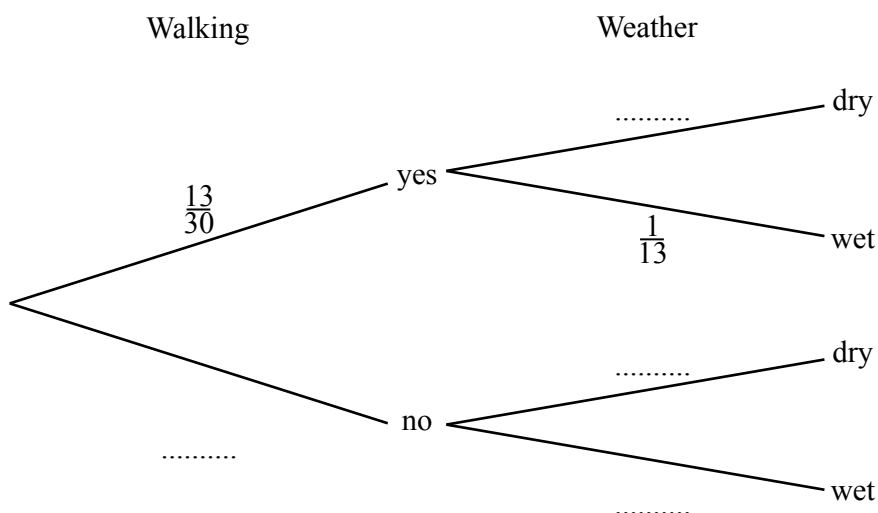 Walking Weather
.......... dry
yes
13/30
1/13 wet
.......... dry
no
..........
wet
..........